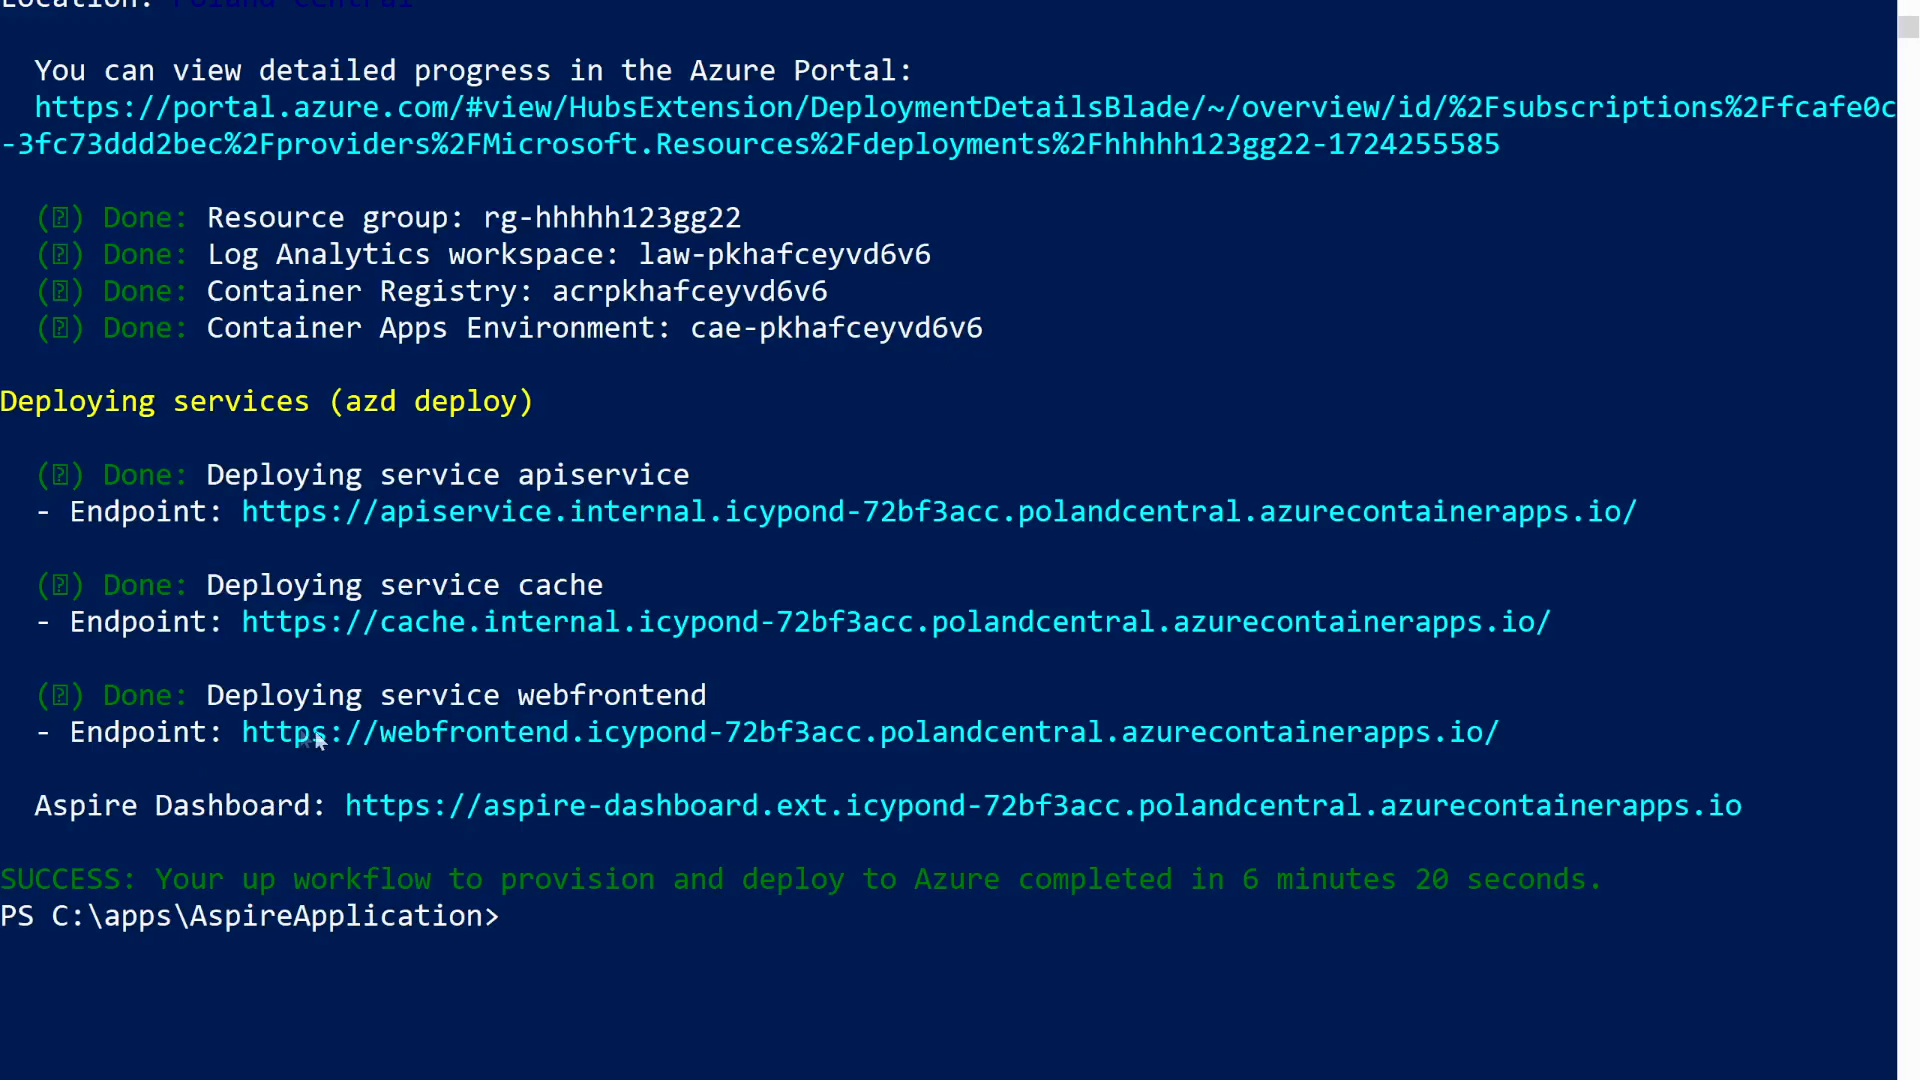 Location: Poland Central
You can view detailed progress in the Azure Portal:
https://portal.azure.com/#view/HubsExtension/DeploymentDetailsBlade/~/overview/id/%2Fsubscriptions%2Ffcafe0c
-3fc73ddd2bec%2Fproviders%2FMicrosoft.Resources%2Fdeployments%2Fhhhhh123gg22-1724255585
(�) Done: Resource group: rg-hhhhh123gg22
(�) Done: Log Analytics workspace: law-pkhafceyvd6v6
(�) Done: Container Registry: acrpkhafceyvd6v6
(�) Done: Container Apps Environment: cae-pkhafceyvd6v6
Deploying services (azd deploy)
(�) Done: Deploying service apiservice
- Endpoint: https://apiservice.internal.icypond-72bf3acc.polandcentral.azurecontainerapps.io/
(�) Done: Deploying service cache
- Endpoint: https://cache.internal.icypond-72bf3acc.polandcentral.azurecontainerapps.io/
(�) Done: Deploying service webfrontend
- Endpoint: https://webfrontend.icypond-72bf3acc.polandcentral.azurecontainerapps.io/
Aspire Dashboard: https://aspire-dashboard.ext.icypond-72bf3acc.polandcentral.azurecontainerapps.io
SUCCESS: Your up workflow to provision and deploy to Azure completed in 6 minutes 20 seconds.
PS C:\apps\AspireApplication>